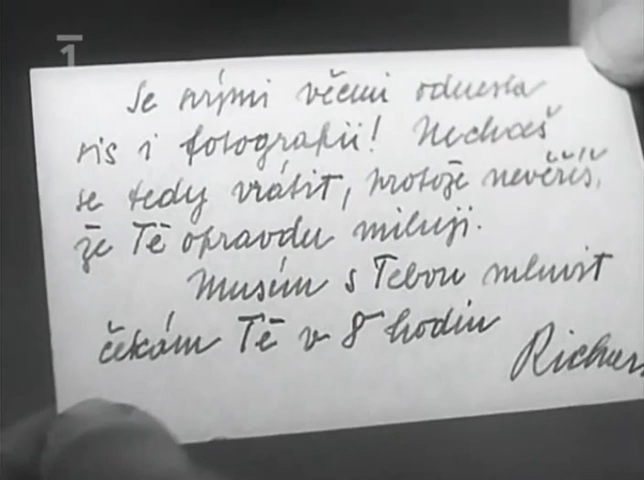 1
Se svými věcmi odnesla
sis i fotografii! Nechceš
se tedy vrátit, protože nevěříš,
že Tě opravdu miluji.
Musím s Tebou mluvit
čekám Tě v 8 hodin